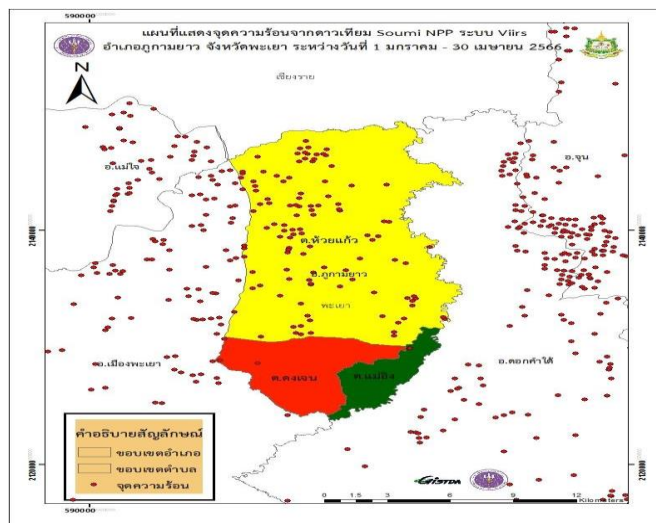 590000
แผนที่แสดงจุดความร้อนจากดาวเทียม Soumi NPP ระบบ Viirs
อำเภอภูกามยาว จังหวัดพะเยา ระหว่างวันที่ 1 มกราคม - 30 เมษายน 2566
N
เชียงราย
อ.แม่ใจ
อ.จุน
2140000
2140000
ต.ห้วยแก้ว
อ.ภูกามยาว
พะเยา
อ.เมืองพะเยา
อ.ดอกคำใต้
ต.ดงเจน
ต.แม่อิง
คำอธิบายสัญลักษณ์
ขอบเขตอำเภอ
ขอบเขตตำบล
จุดความร้อน
2120000
2120000
GISTDA
0 1.5 3 6 9 12
Kilometers
590000